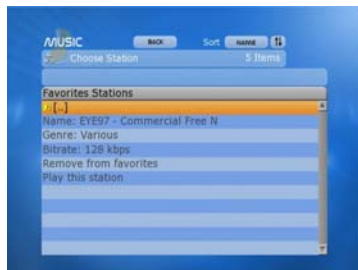 MUSIC BACK Sort NAME
Choose Station 5 Items
Favorites Stations
[..]
Name: EYE97 - Commercial Free N
Genre: Various
Bitrate: 128 kbps
Remove from favorites
Play this station